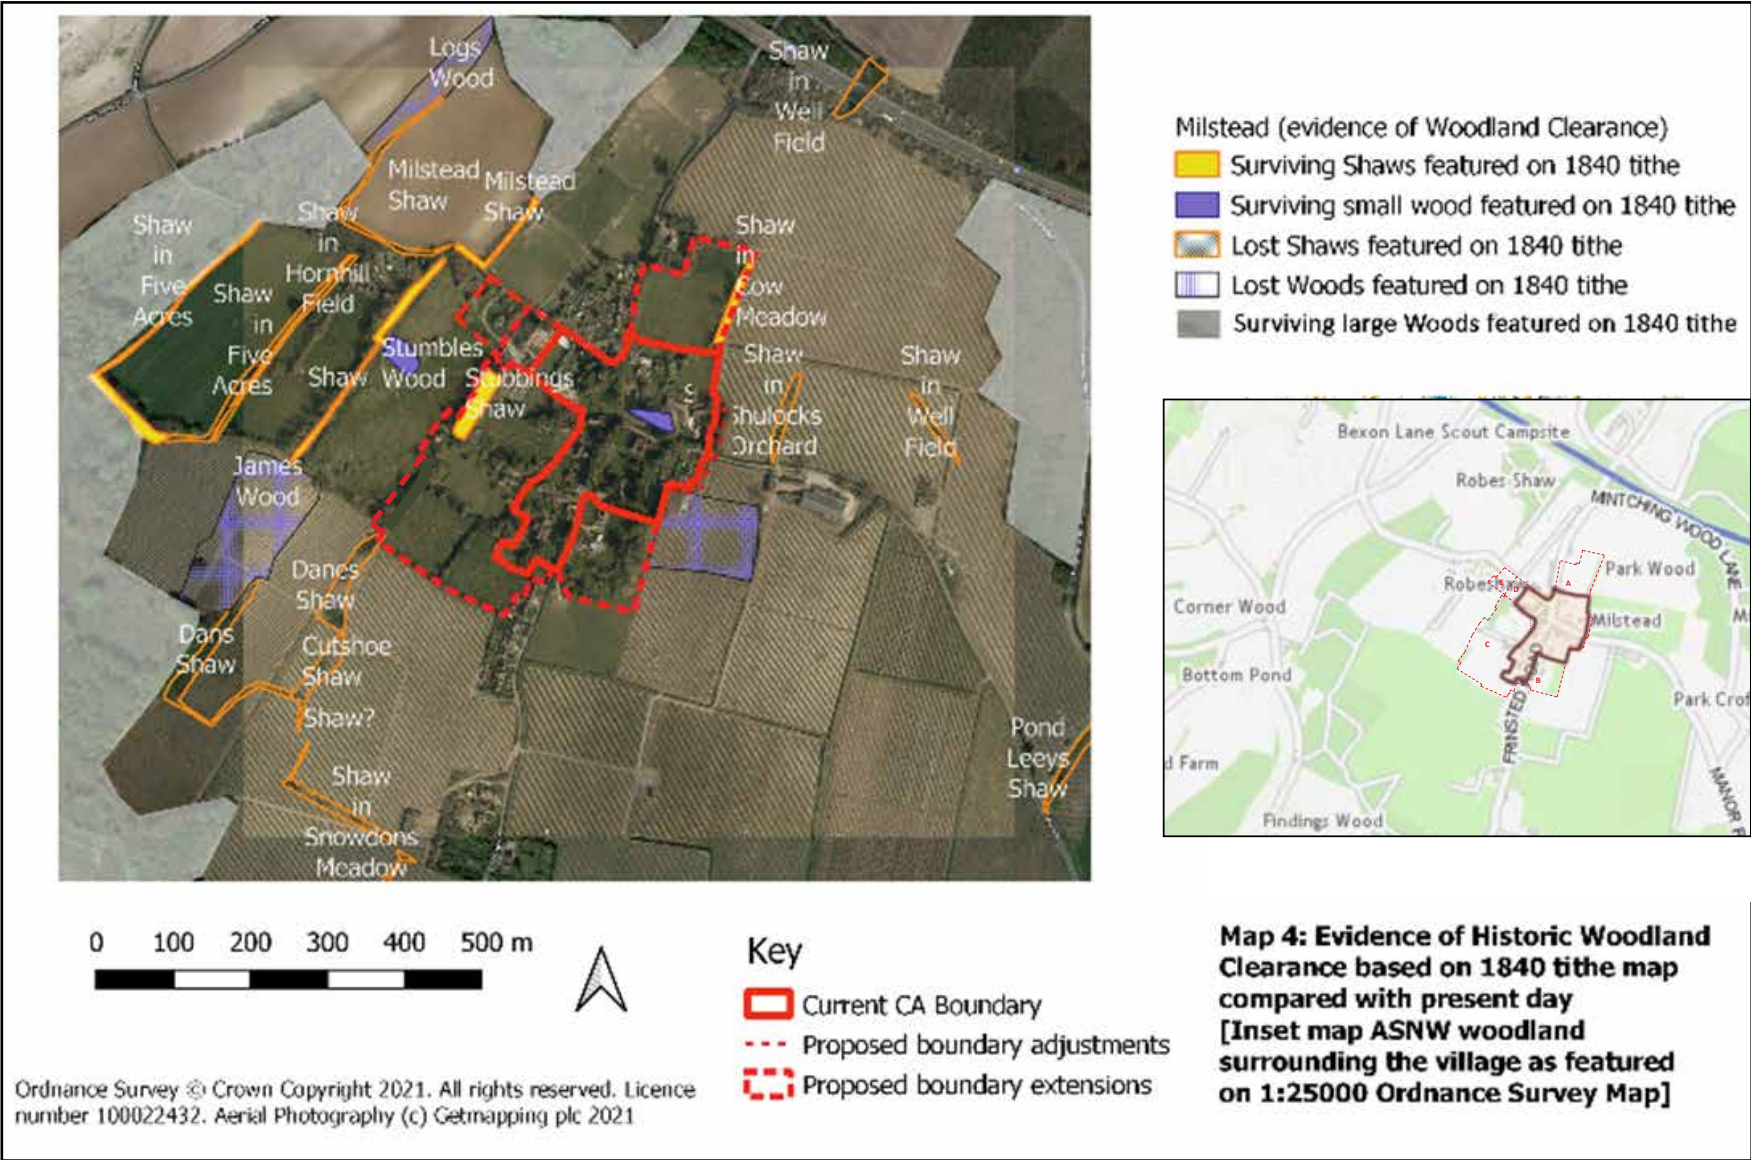 Logs
Wood
Shaw
in
Well
Field
Milstead
Shaw
Milstead
Shaw
Shaw
in
Five
Acres
Shaw
in
Hornhill
Field
Shaw
in
Five
Acres
Shaw
in
Cow
Meadow
Stumbles
Wood
Shaw
Stubbings
Shaw
Shaw
in
Shulocks
Orchard
Shaw
in
Well
Field
James
Wood
Danes
Shaw
Dans
Shaw
Cutshoe
Shaw
Shaw?
Shaw
in
Snowdons
Meadow
Pond
Leeys
Shaw
Milstead (evidence of Woodland Clearance)
Surviving Shaws featured on 1840 tithe
Surviving small wood featured on 1840 tithe
Lost Shaws featured on 1840 tithe
Lost Woods featured on 1840 tithe
Surviving large Woods featured on 1840 tithe
Bexon Lane Scout Campsite
Robes Shaw
MINTCHING WOOD LANE
Park Wood
A
Corner Wood
Milstead
C
Bottom Pond
B
Park Crof
FRINSTED
d Farm
MANOR R
Findings Wood
0 100 200 300 400 500 m
Key
Current CA Boundary
Proposed boundary adjustments
Proposed boundary extensions
Map 4: Evidence of Historic Woodland
Clearance based on 1840 tithe map
compared with present day
[Inset map ASNW woodland
surrounding the village as featured
on 1:25000 Ordnance Survey Map]
Ordnance Survey © Crown Copyright 2021. All rights reserved. Licence
number 100022432. Aerial Photography (c) Getmapping plc 2021